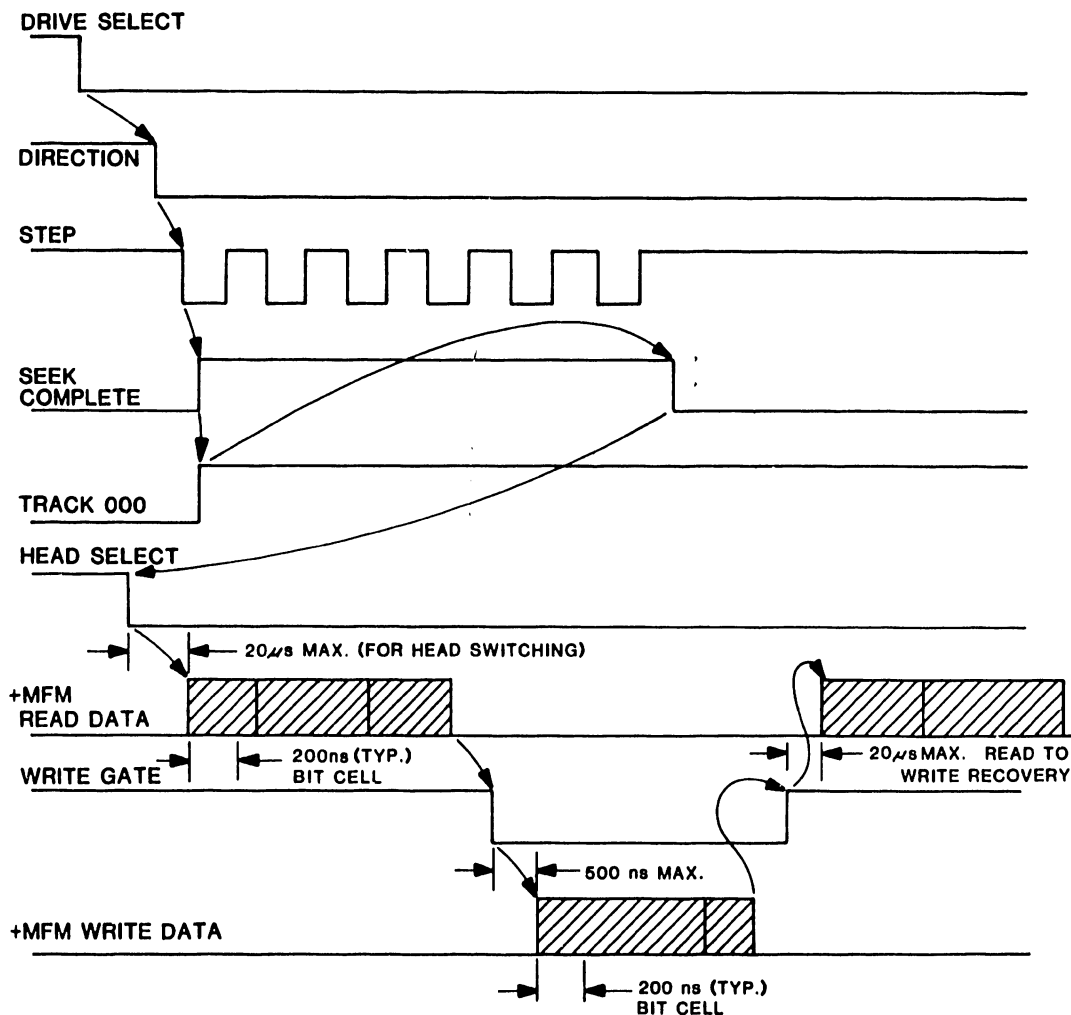 DRIVE SELECT
DIRECTION
STEP
SEEK
COMPLETE
TRACK 000
HEAD SELECT
20μs MAX. (FOR HEAD SWITCHING)
+MFM
READ DATA
200ns (TYP.)
BIT CELL
20μs MAX. READ TO
WRITE RECOVERY
WRITE GATE
500 ns MAX.
+MFM WRITE DATA
200 ns (TYP.)
BIT CELL